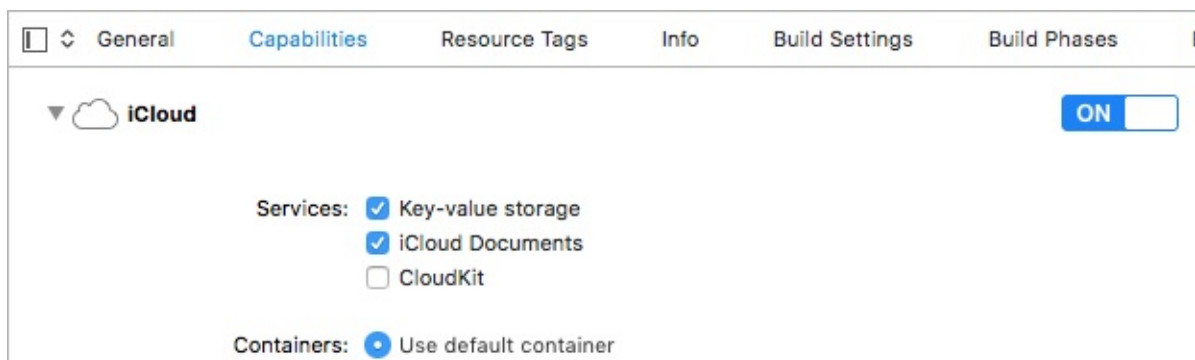 General Capabilities Resource Tags Info Build Settings Build Phases
iCloud ON
Services: Key-value storage
iCloud Documents
CloudKit
Containers: Use default container